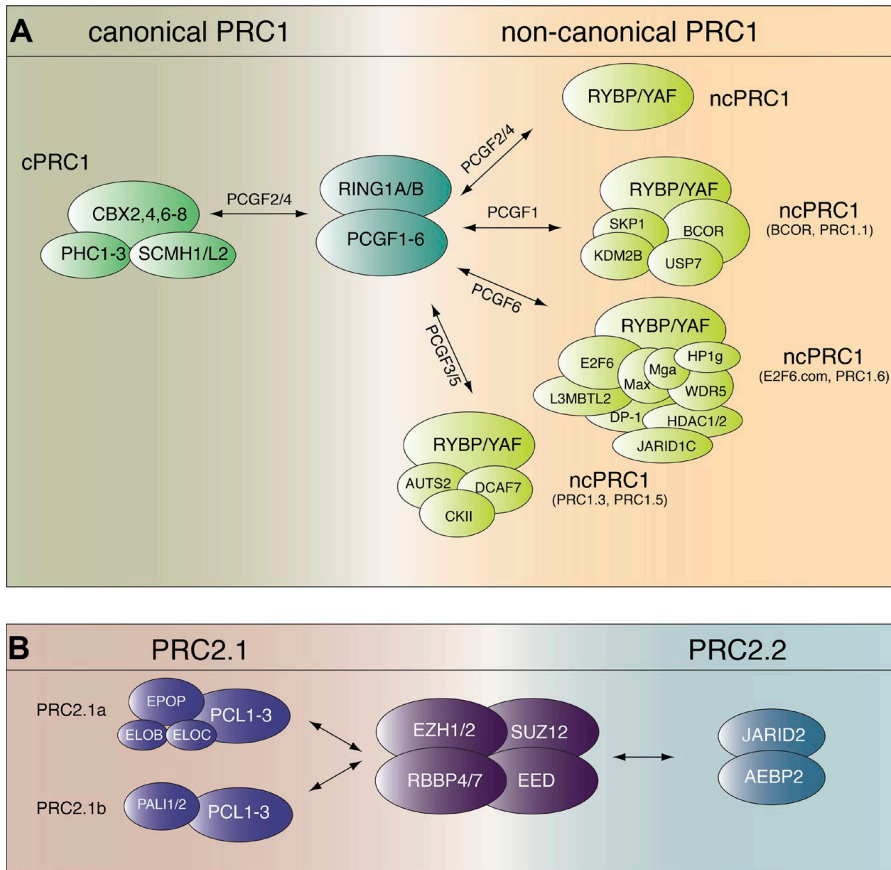 A
canonical PRC1
non-canonical PRC1
RYBP/YAF
ncPRC1
cPRC1
CBX2,4,6-8
PHC1-3
SCMH1/L2
PCGF2/4
RING1A/B
PCGF1-6
PCGF2/4
PCGF1
PCGF6
PCGF3/5
RYBP/YAF
SKP1
BCOR
KDM2B
USP7
ncPRC1
(BCOR, PRC1.1)
RYBP/YAF
E2F6
HP1g
Mga
Max
WDR5
L3MBTL2
DP-1
HDAC1/2
JARID1C
ncPRC1
(E2F6.com, PRC1.6)
RYBP/YAF
AUTS2
DCAF7
CKII
ncPRC1
(PRC1.3, PRC1.5)
B
PRC2.1
PRC2.2
PRC2.1a
EPOP
PCL1-3
ELOB
ELOC
PRC2.1b
PALI1/2
PCL1-3
EZH1/2
SUZ12
RBBP4/7
EED
JARID2
AEBP2